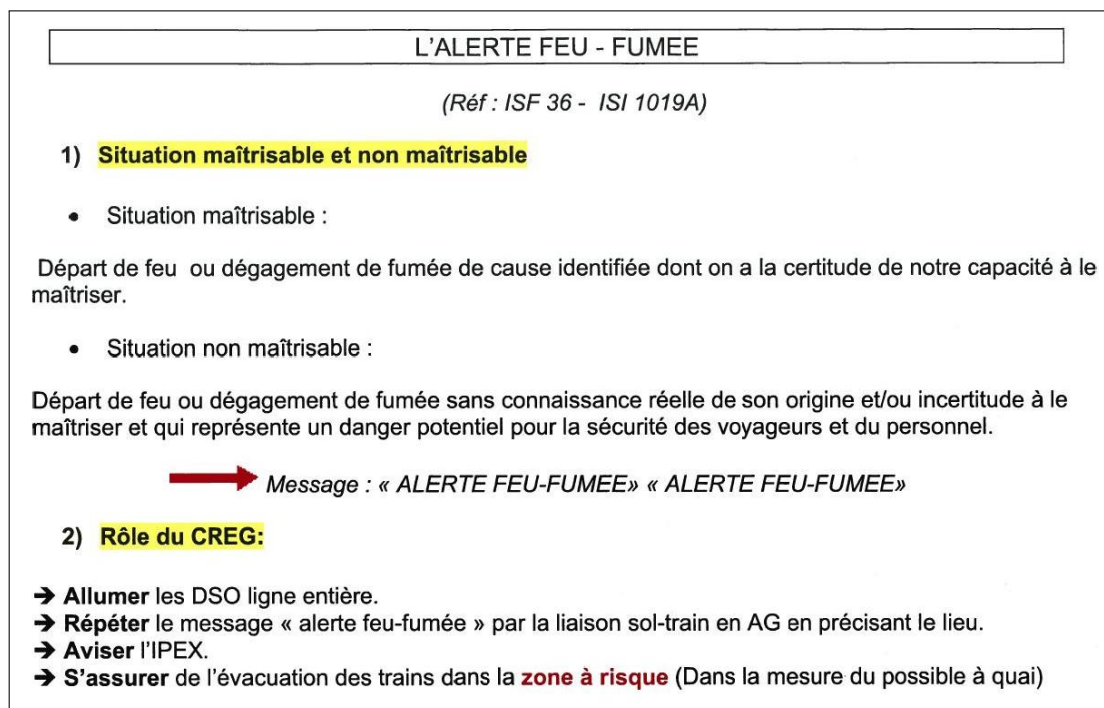 L'ALERTE FEU - FUMEE
(Réf : ISF 36 - ISI 1019A)
1) Situation maîtrisable et non maîtrisable
• Situation maîtrisable :
Départ de feu ou dégagement de fumée de cause identifiée dont on a la certitude de notre capacité à le
maîtriser.
• Situation non maîtrisable :
Départ de feu ou dégagement de fumée sans connaissance réelle de son origine et/ou incertitude à le
maîtriser et qui représente un danger potentiel pour la sécurité des voyageurs et du personnel.
Message : « ALERTE FEU-FUMEE» « ALERTE FEU-FUMEE»
2) Rôle du CREG:
➔ Allumer les DSO ligne entière.
➔ Répéter le message « alerte feu-fumée » par la liaison sol-train en AG en précisant le lieu.
➔ Aviser l'IPEX.
➔ S'assurer de l'évacuation des trains dans la zone à risque (Dans la mesure du possible à quai)